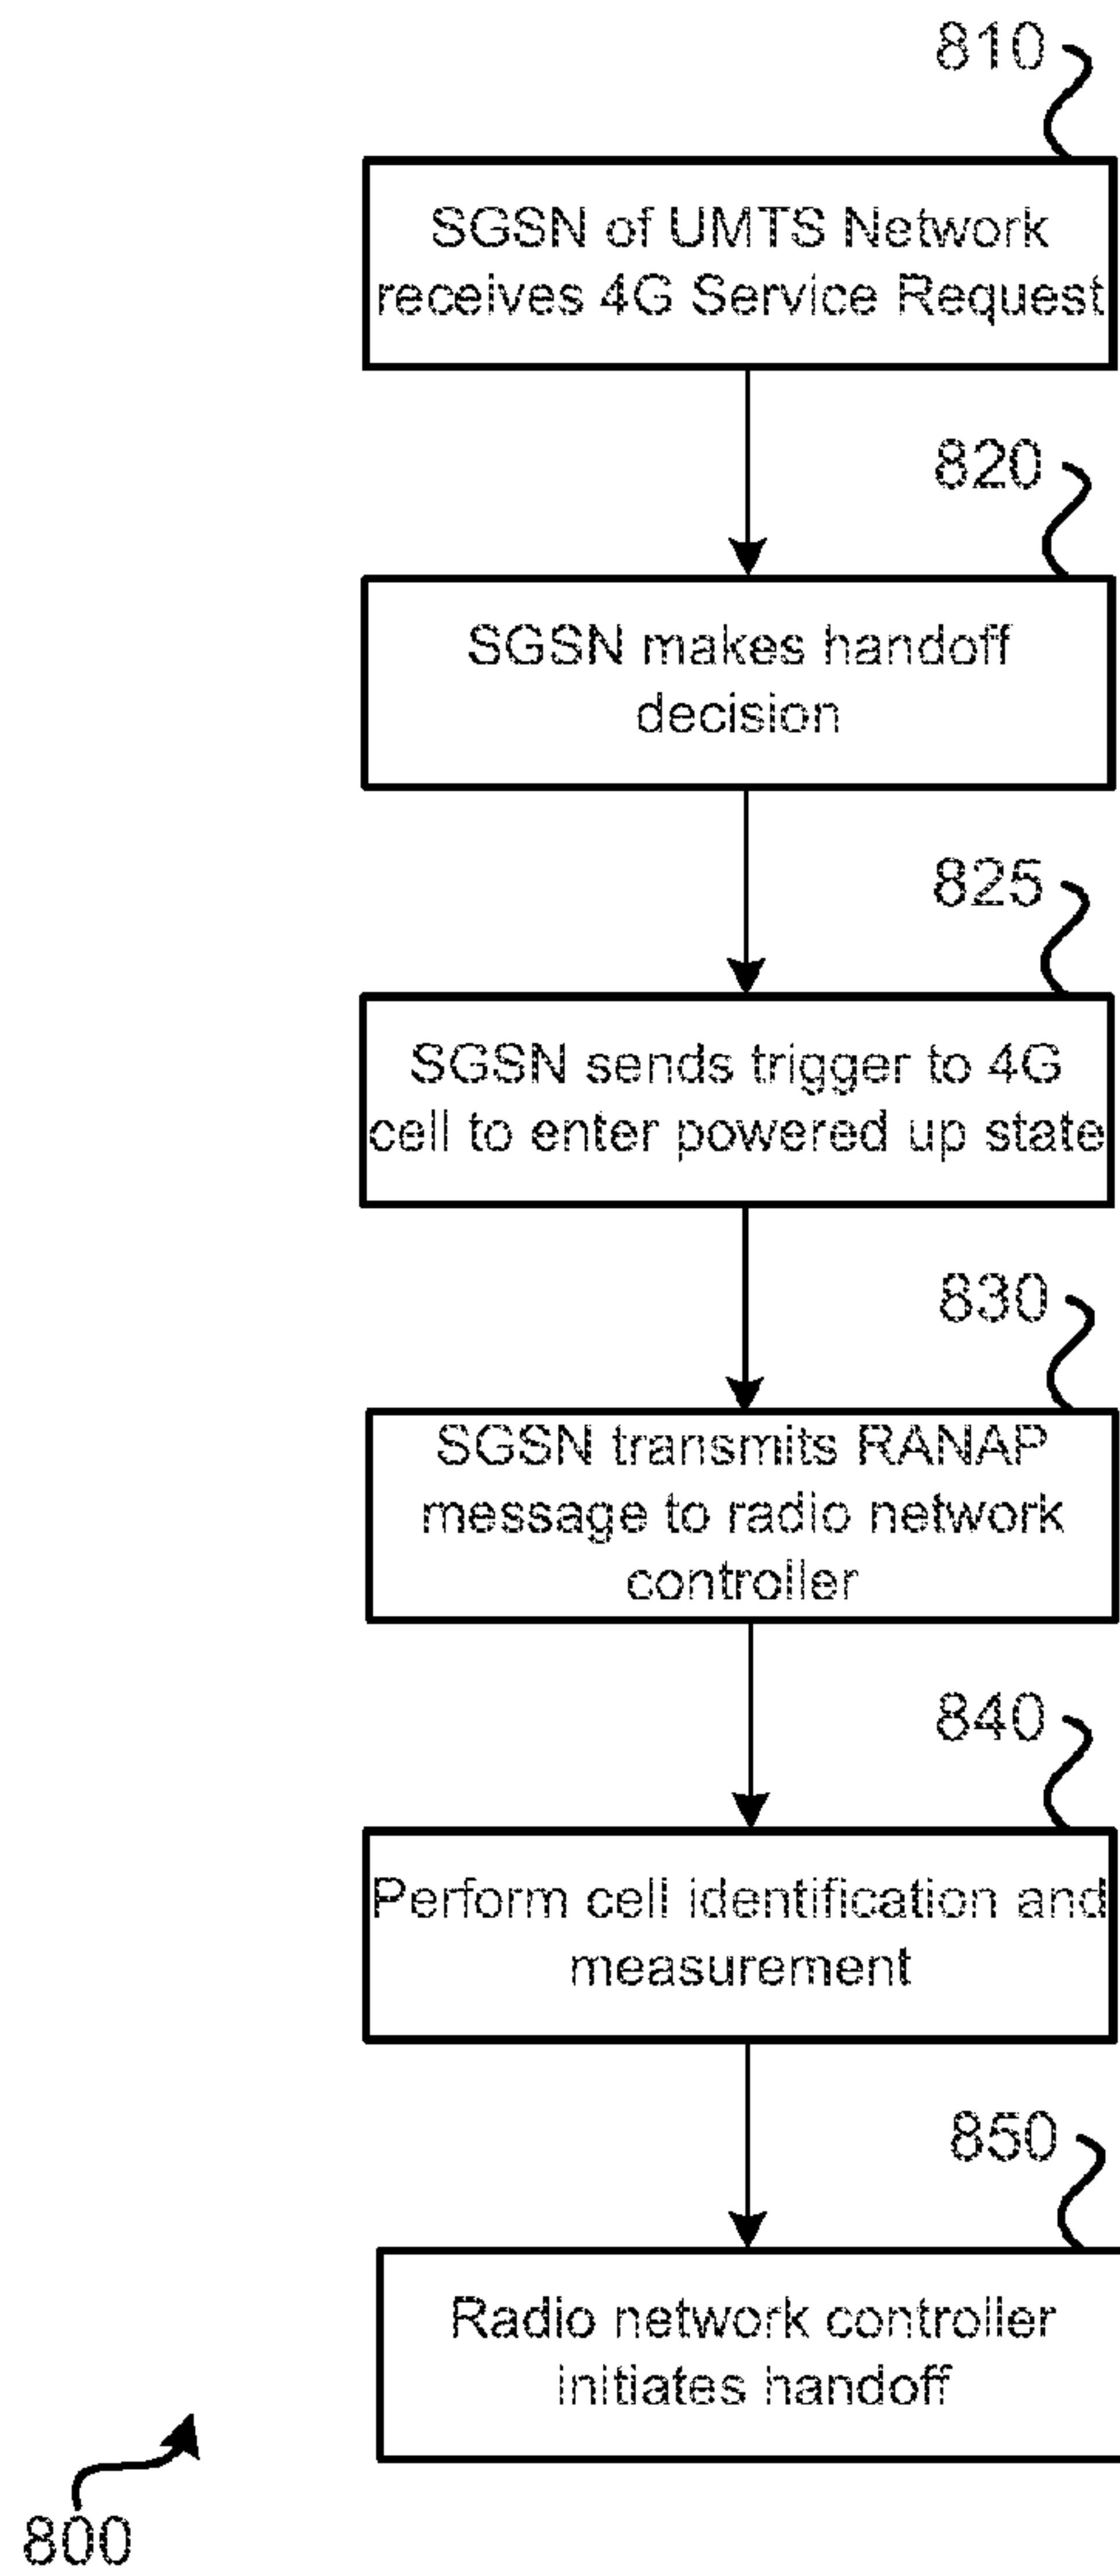 810
SGSN of UMTS Network
receives 4G Service Request
820
SGSN makes handoff
decision
825
SGSN sends trigger to 4G
cell to enter powered up state
830
SGSN transmits RANAP
message to radio network
controller
840
Perform cell identification and
measurement
850
Radio network controller
initiates handoff
800